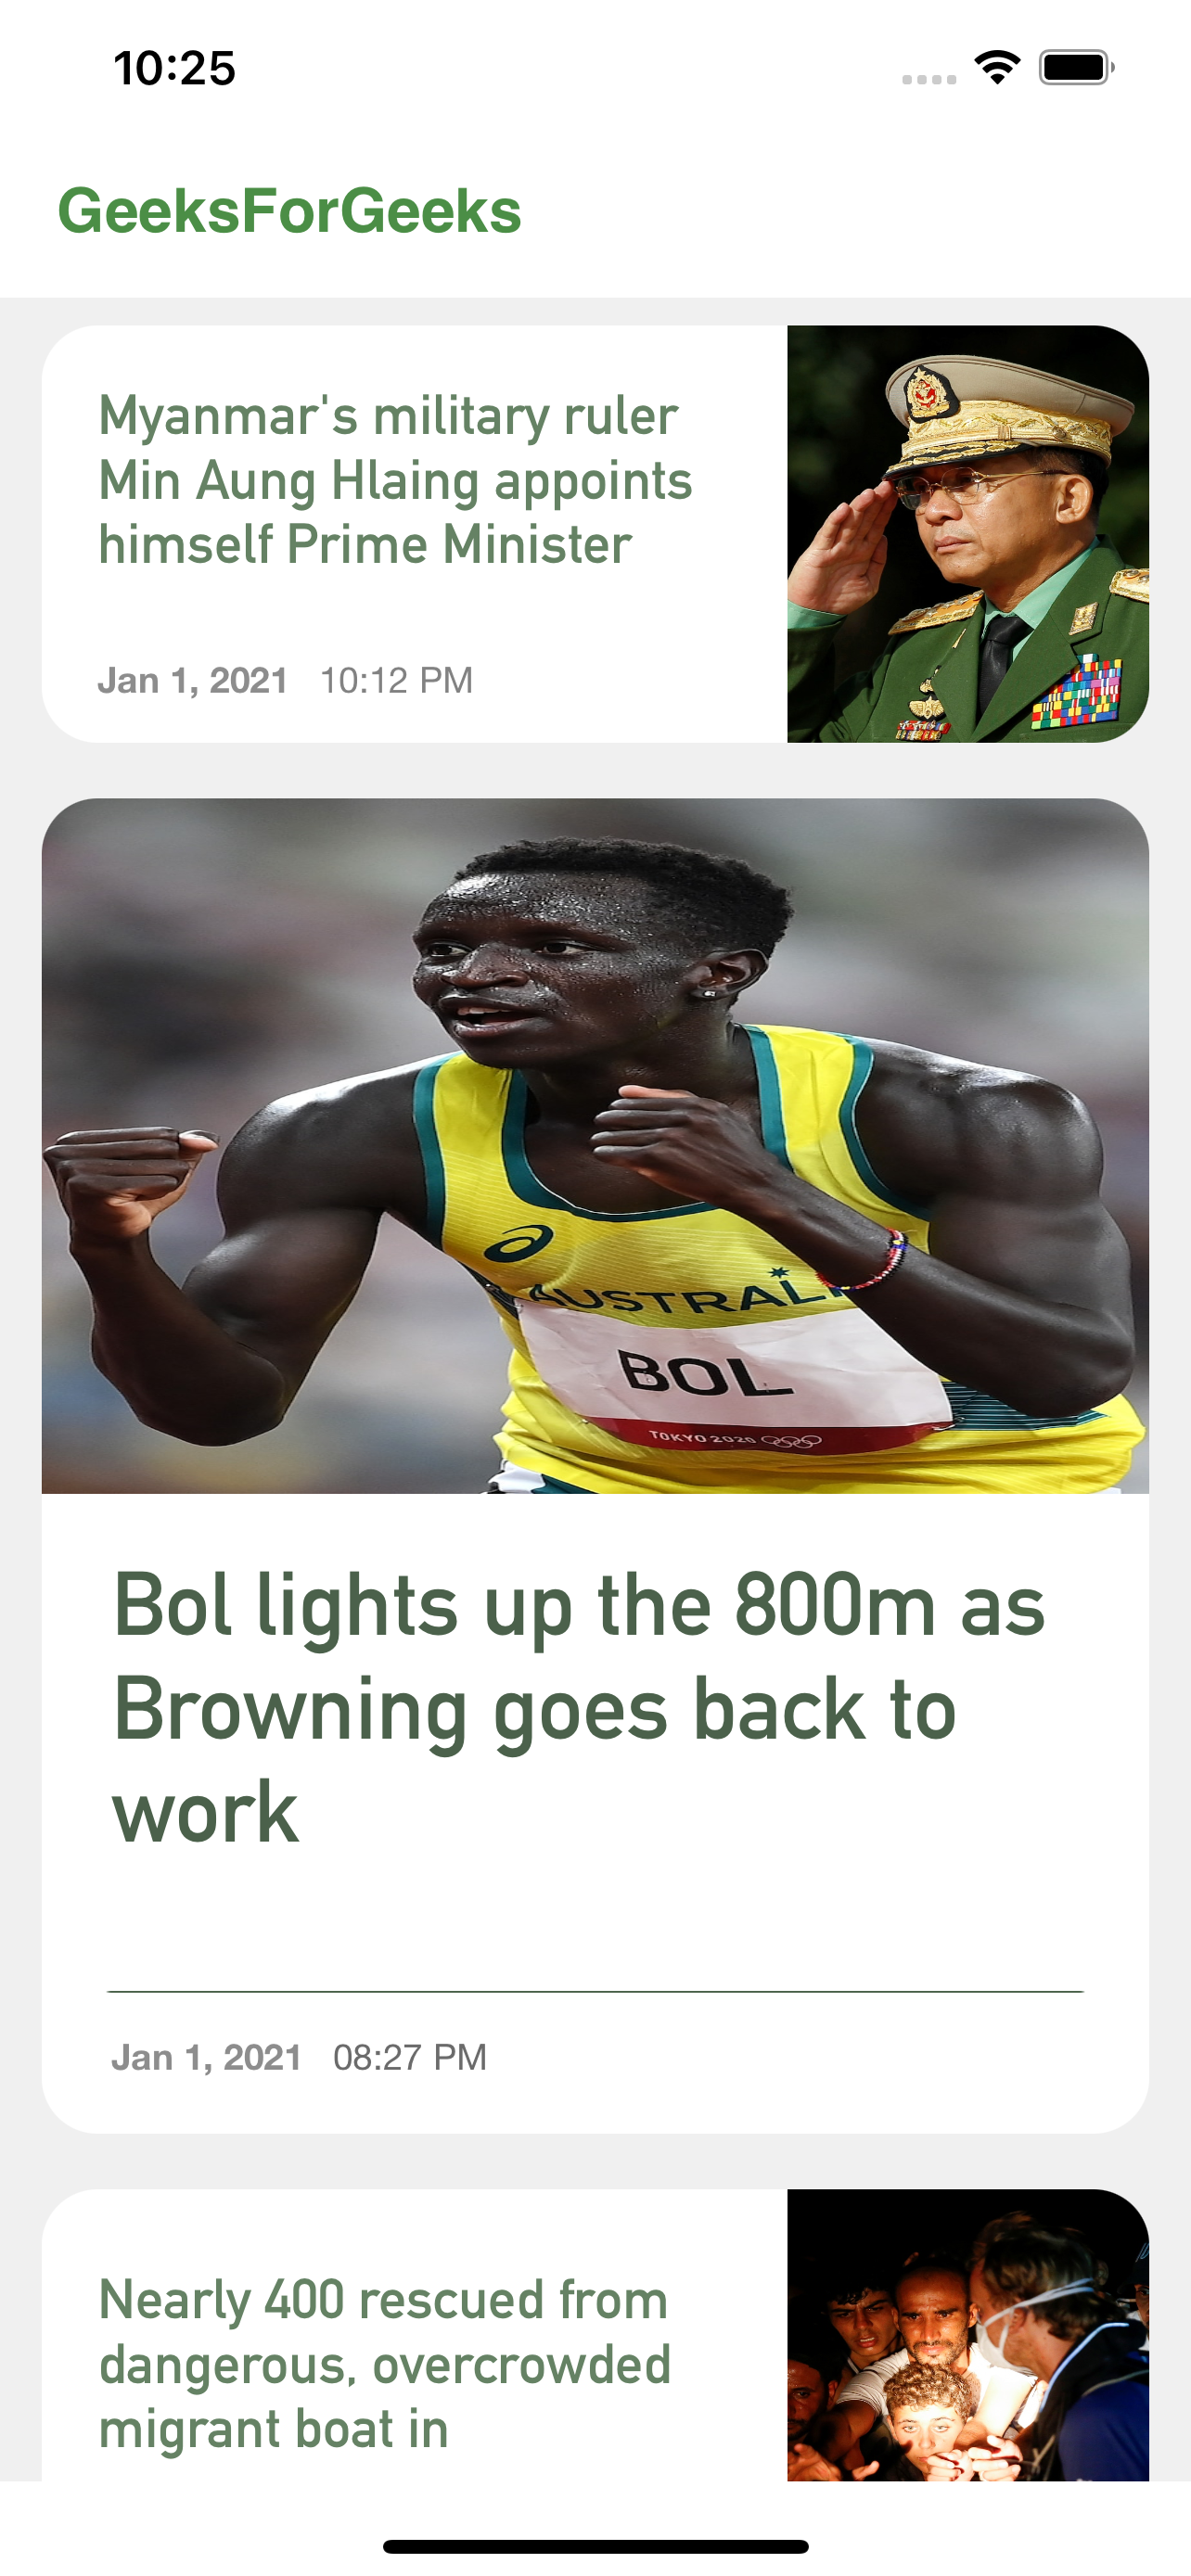 10:25
GeeksForGeeks
Myanmar's military ruler
Min Aung Hlaing appoints
himself Prime Minister
Jan 1, 2021 10:12 PM
AUSTRALI
BOL
TOKYO 2020
Bol lights up the 800m as
Browning goes back to
work
Jan 1, 2021 08:27 PM
Nearly 400 rescued from
dangerous, overcrowded
migrant boat in